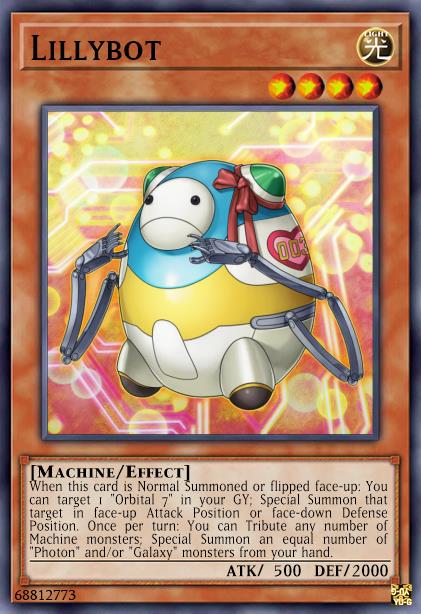 LILLYBOT
LIGHT
光
003
[MACHINE/EFFECT]
When this card is Normal Summoned or flipped face-up: You
can target 1 "Orbital 7" in your GY; Special Summon that
target in face-up Attack Position or face-down Defense
Position. Once per turn: You can Tribute any number of
Machine monsters; Special Summon an equal number of
"Photon" and/or "Galaxy" monsters from your hand.
ATK/ 500 DEF/2000
68812773